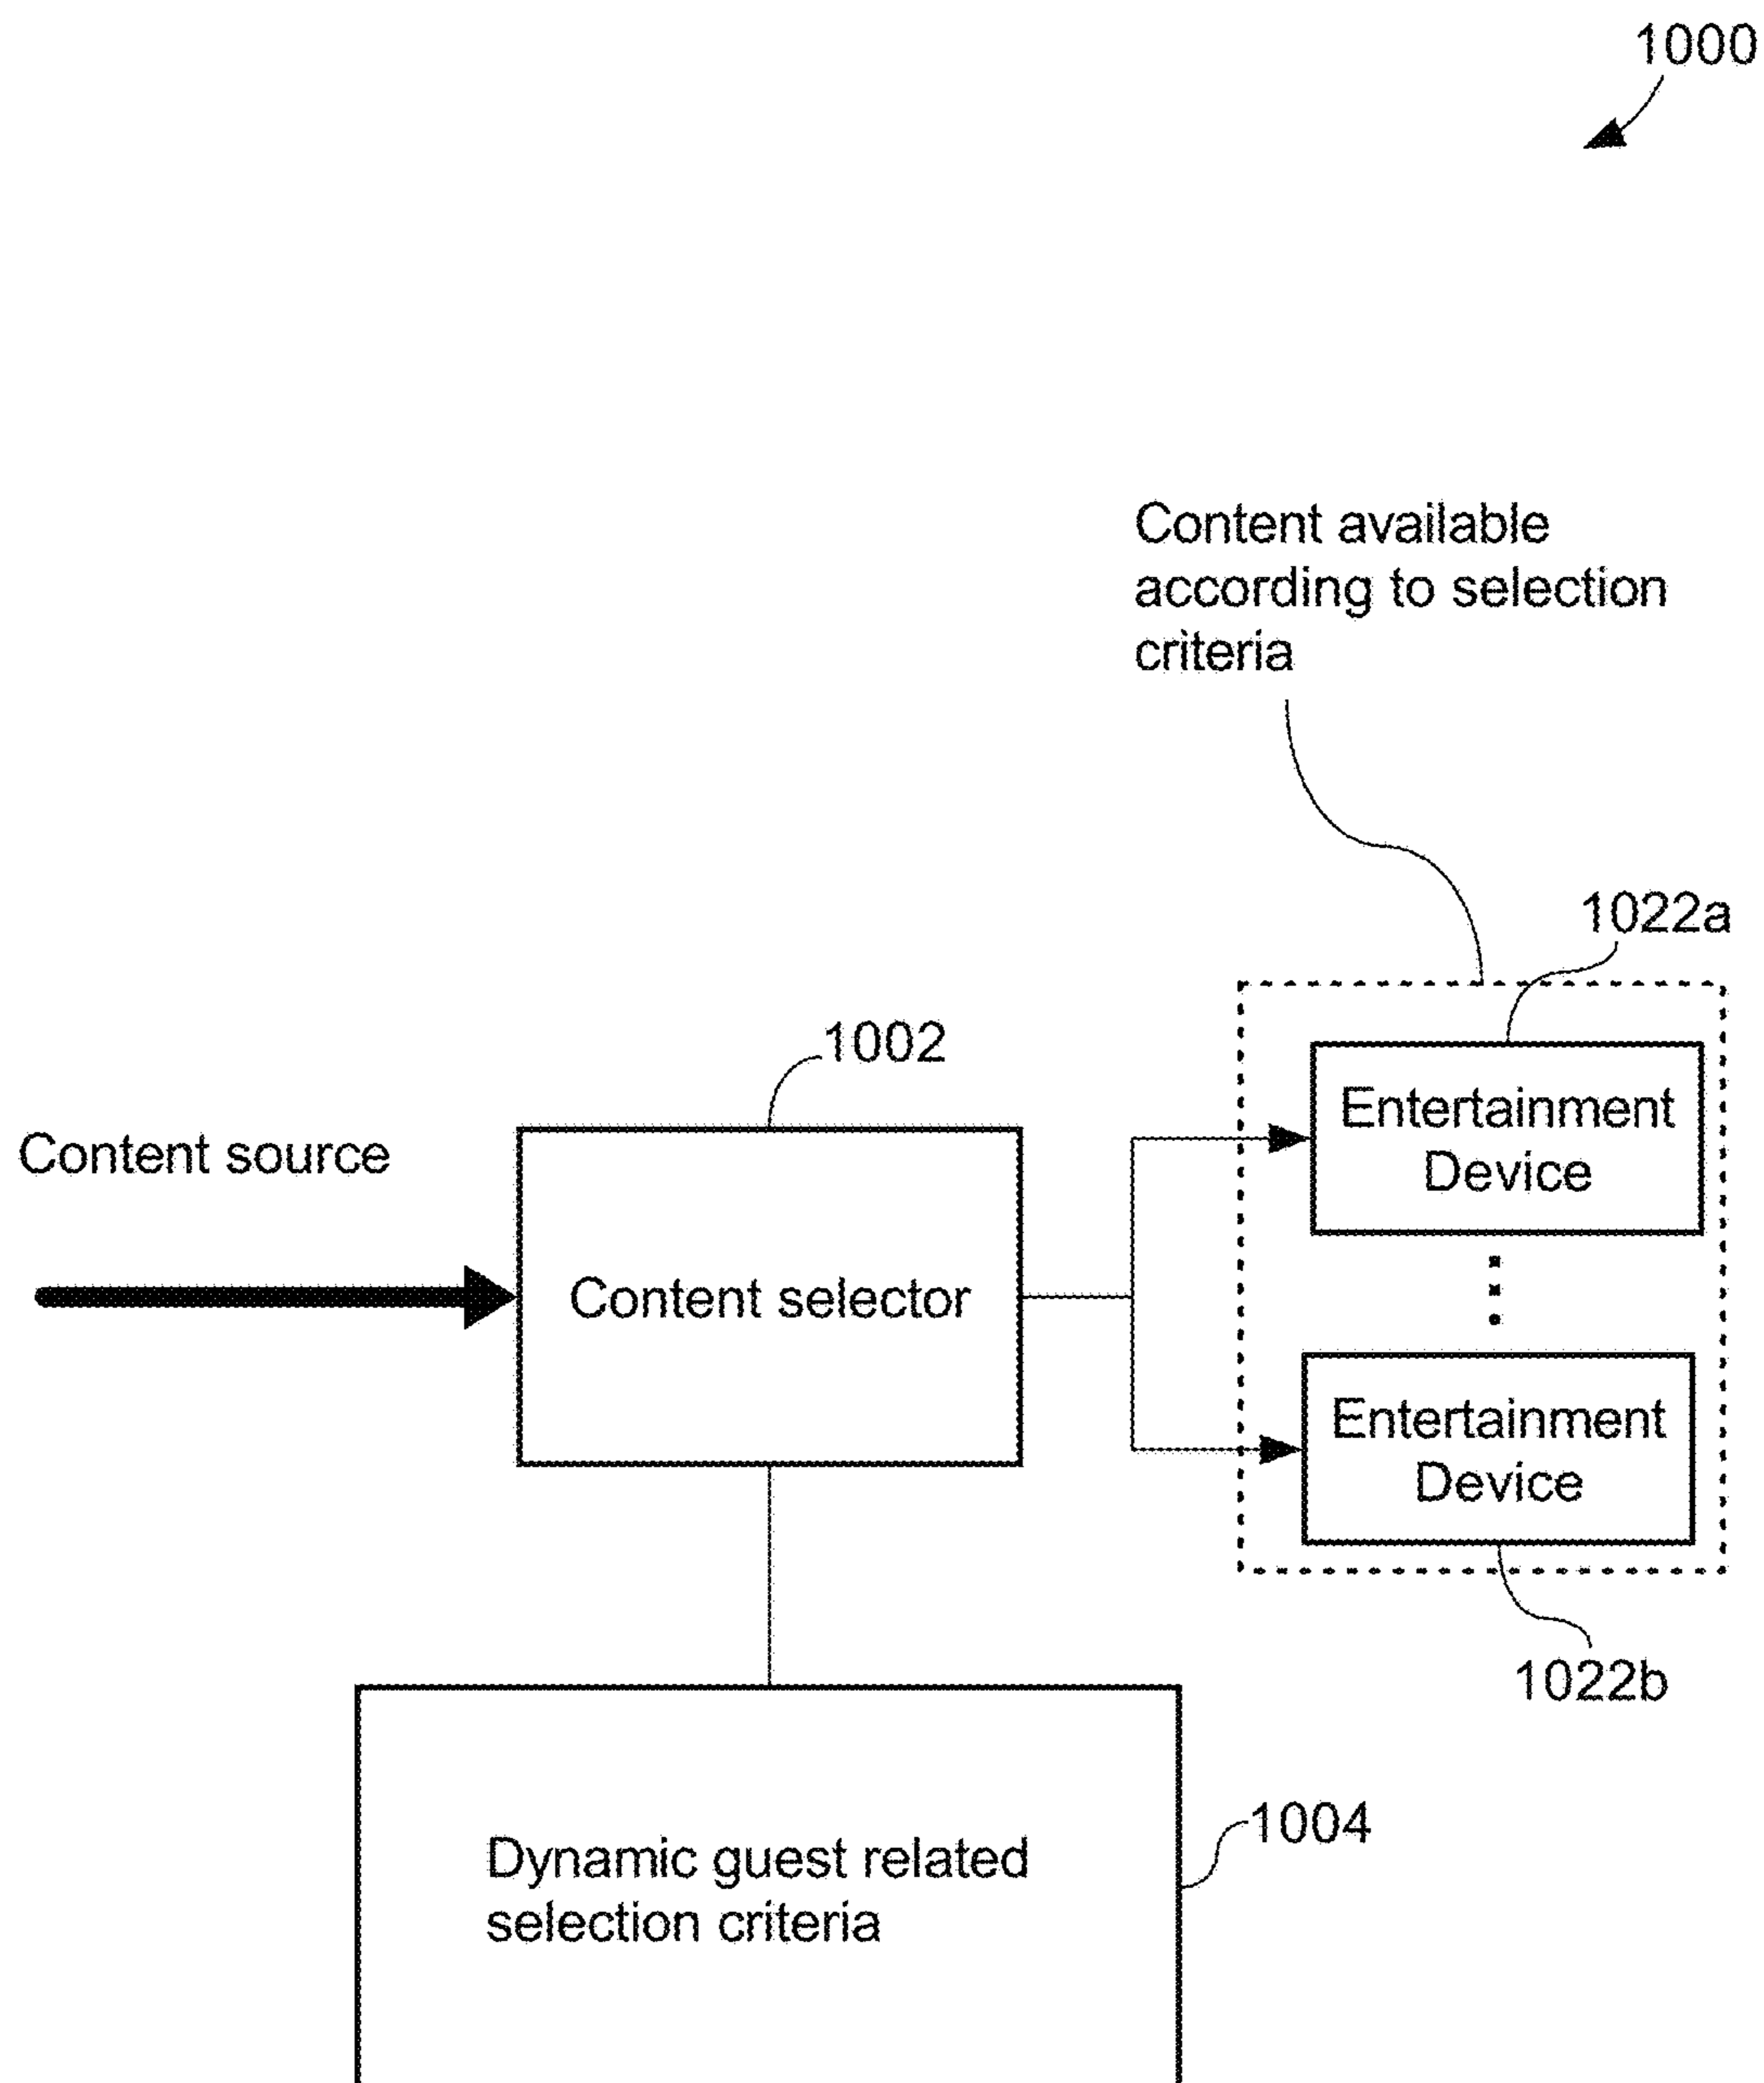 1000
Content available
according to selection
criteria
1022a
1002
Entertainment
Device
Content source
Content selector
Entertainment
Device
1022b
1004
Dynamic guest related
selection criteria